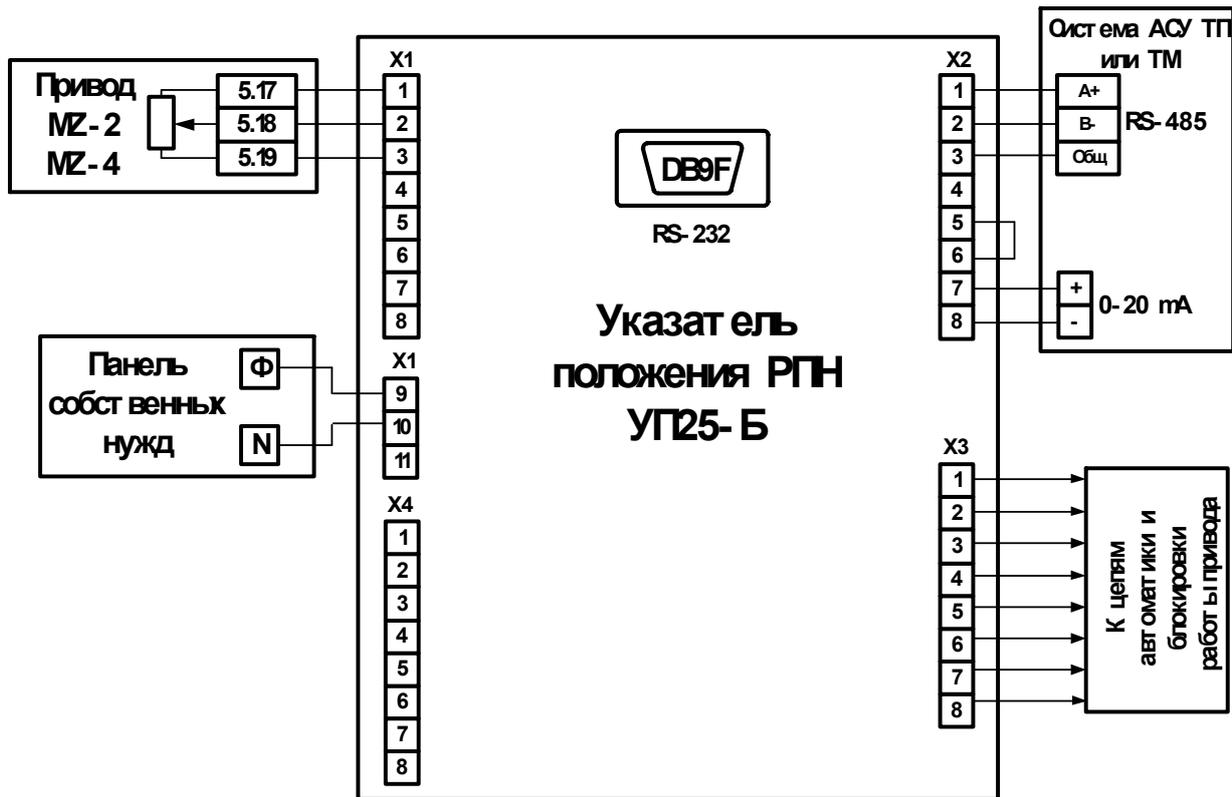 Привод
MZ-2
MZ-4
5.17
5.18
5.19
X1
1
2
3
4
5
6
7
8
Панель
собственных
нужд
Ф
N
X1
9
10
11
X4
1
2
3
4
5
6
7
8
DB9F
RS-232
Указатель
положения РПН
УП25-Б
X2
1
2
3
4
5
6
7
8
Система АСУ ТП
или ТМ
A+
B-
Общ
RS-485
+
-
0-20 mA
X3
1
2
3
4
5
6
7
8
К цепям
автоматики и
блокировки
работы привода